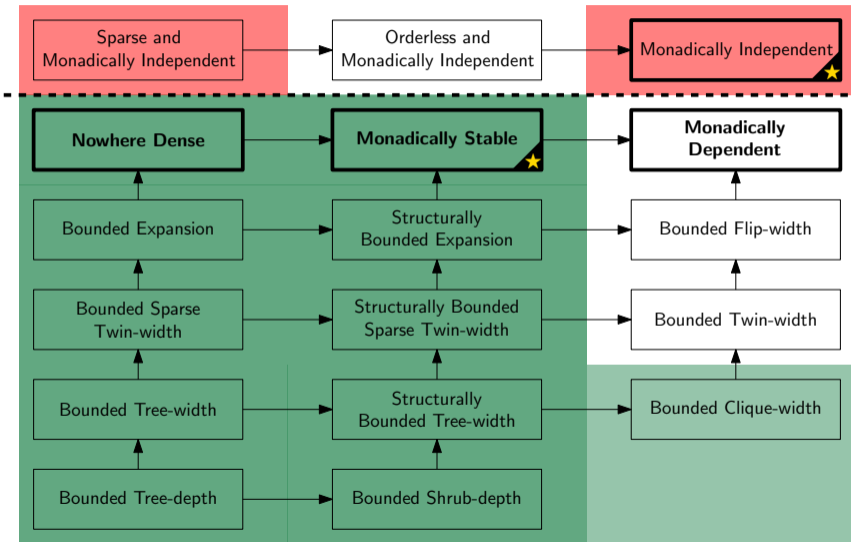 Sparse and
Monadically Independent
Orderless and
Monadically Independent
Monadically Independent
Nowhere Dense
Monadically Stable
Monadically
Dependent
Bounded Expansion
Structurally
Bounded Expansion
Bounded Flip-width
Bounded Sparse
Twin-width
Structurally Bounded
Sparse Twin-width
Bounded Twin-width
Bounded Tree-width
Structurally
Bounded Tree-width
Bounded Clique-width
Bounded Tree-depth
Bounded Shrub-depth